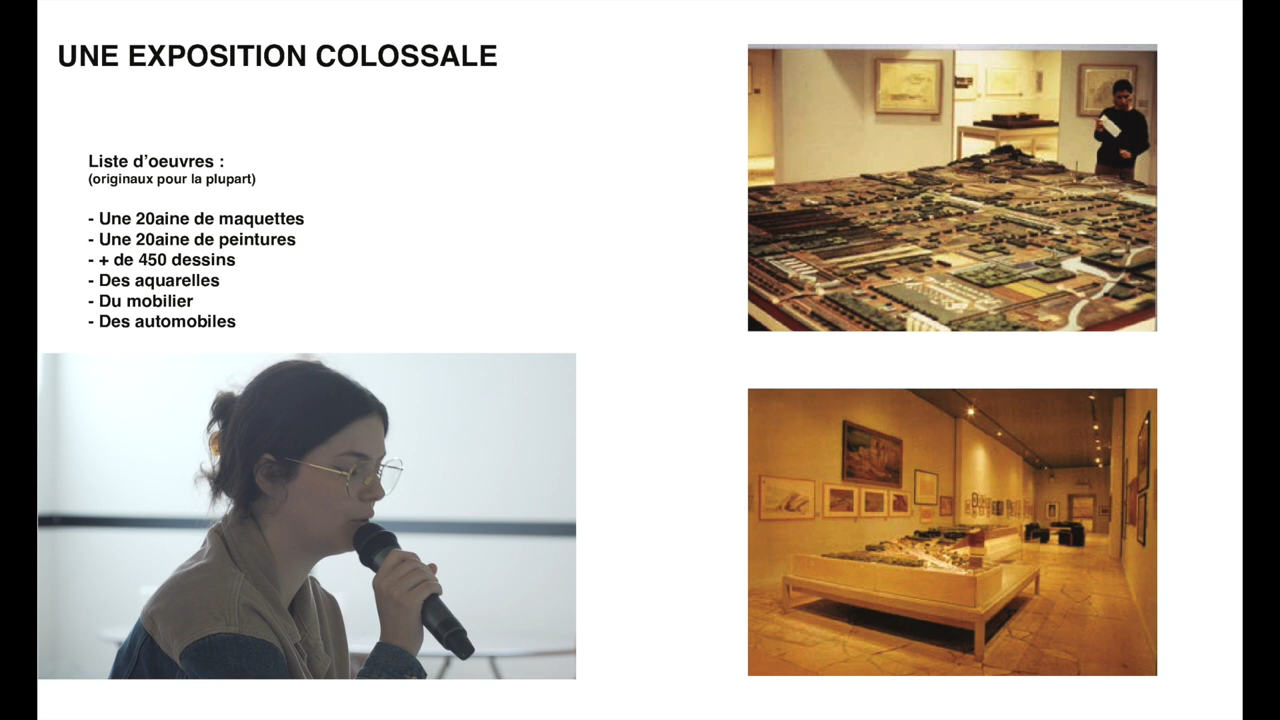 UNE EXPOSITION COLOSSALE
Liste d’oeuvres :
(originaux pour la plupart)
- Une 20aine de maquettes
- Une 20aine de peintures
- + de 450 dessins
- Des aquarelles
- Du mobilier
- Des automobiles